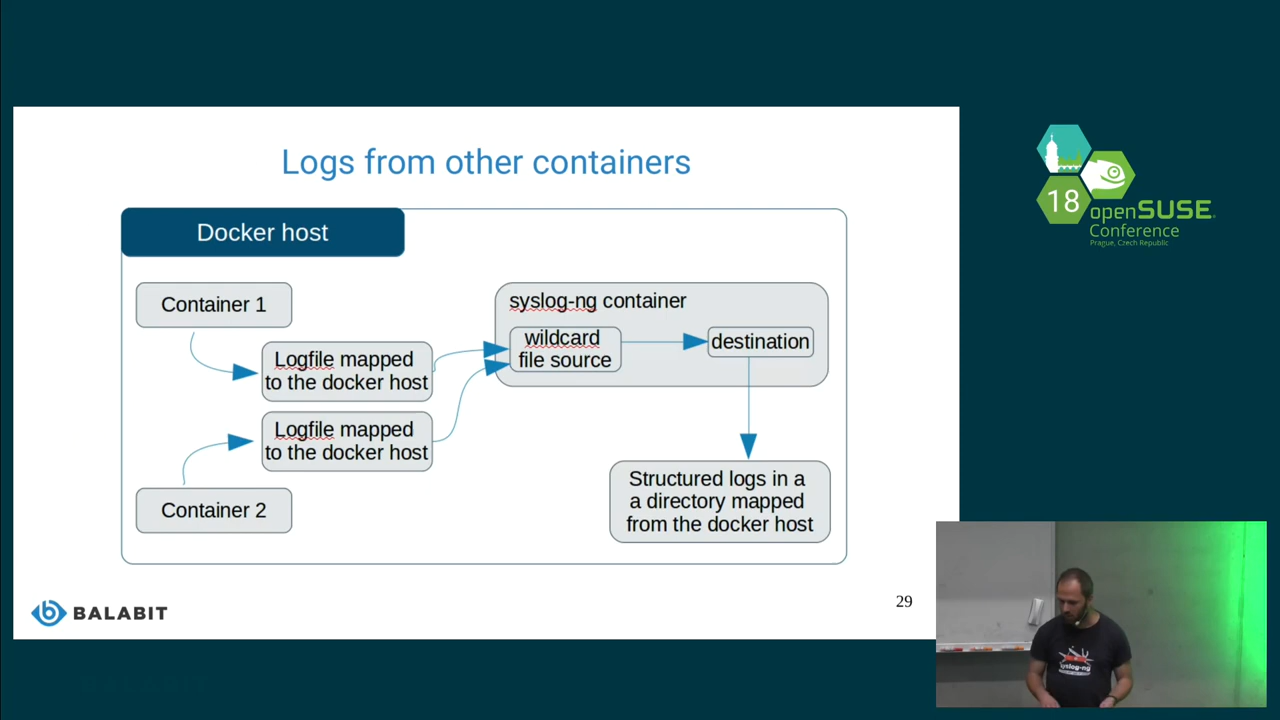 Logs from other containers
Docker host
Container 1
Logfile mapped
to the docker host
Logfile mapped
to the docker host
Container 2
syslog-ng container
wildcard
file source
destination
Structured logs in a
a directory mapped
from the docker host
BALABIT
29
18
openSUSE
Conference
Prague, Czech Republic
syslog-ng